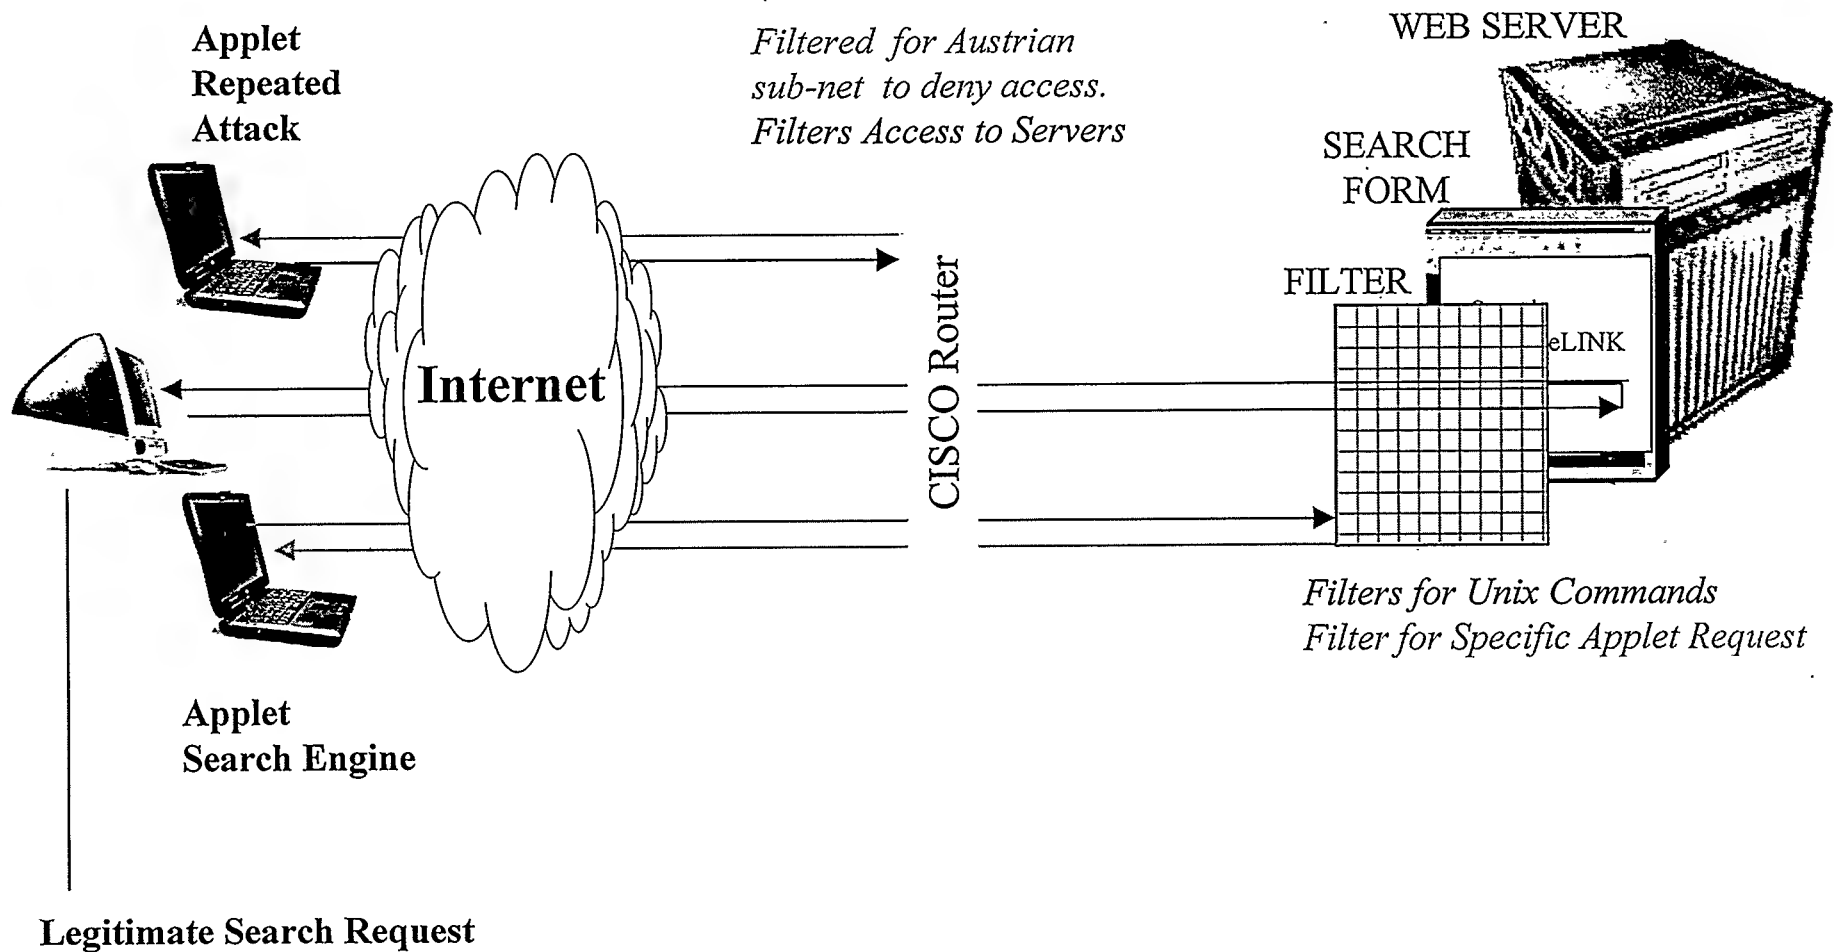 Applet
Repeated
Attack
Filtered for Austrian
sub-net to deny access.
Filters Access to Servers
WEB SERVER
SEARCH
FORM
FILTER
eLINK
Internet
CISCO Router
Filters for Unix Commands
Filter for Specific Applet Request
Applet
Search Engine
Legitimate Search Request